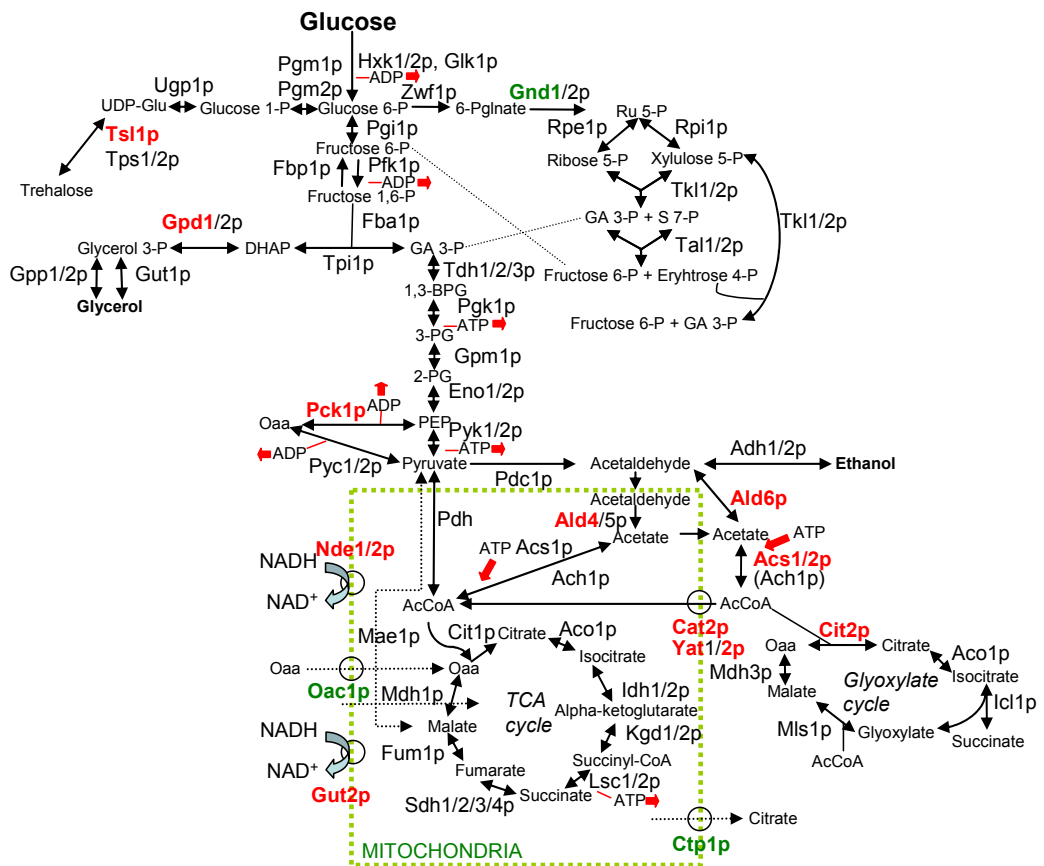 Glucose
Pgm1p
Hxk1/2p, Glk1p
ADP
Ugp1p
Pgm2p
Zwf1p
Gnd1/2p
UDP-Glu
Glucose 1-P
Glucose 6-P
6-Pglnate
Ru 5-P
Tsl1p
Tps1/2p
Pgi1p
Rpe1p
Rpi1p
Fructose 6-P
Ribose 5-P
Xylulose 5-P
Fbp1p
Pfk1p
ADP
Trehalose
Fructose 1,6-P
Tkl1/2p
Gpd1/2p
Fba1p
GA 3-P + S 7-P
Tkl1/2p
Glycerol 3-P
DHAP
GA 3-P
Tal1/2p
Tpi1p
Gpp1/2p
Gut1p
Tdh1/2/3p
Fructose 6-P + Eryhtrose 4-P
Glycerol
1,3-BPG
Pgk1p
ATP
3-PG
Fructose 6-P + GA 3-P
Gpm1p
2-PG
Eno1/2p
Pck1p
ADP
Oaa
PEP
Pyk1/2p
ATP
ADP
Pyc1/2p
Pyruvate
Acetaldehyde
Adh1/2p
Ethanol
Pdc1p
Acetaldehyde
Ald6p
Pdh
Ald4/5p
Acetate
Acetate
ATP
Nde1/2p
NADH
ATP
Acs1p
Acs1/2p
Ach1p
(Ach1p)
NAD+
AcCoA
AcCoA
Mae1p
Cit1p
Citrate
Aco1p
Cat2p
Yat1/2p
Cit2p
Oaa
Citrate
Aco1p
Oaa
Oac1p
Oaa
Isocitrate
Mdh3p
Isocitrate
Mdh1p
TCA
cycle
Idh1/2p
Malate
Glyoxylate
cycle
Icl1p
Malate
Alpha-ketoglutarate
Mls1p
Glyoxylate
Succinate
NADH
Fum1p
Kgd1/2p
AcCoA
NAD+
Gut2p
Fumarate
Succinyl-CoA
Lsc1/2p
Sdh1/2/3/4p
Succinate
ATP
Citrate
Ctp1p
MITOCHONDRIA